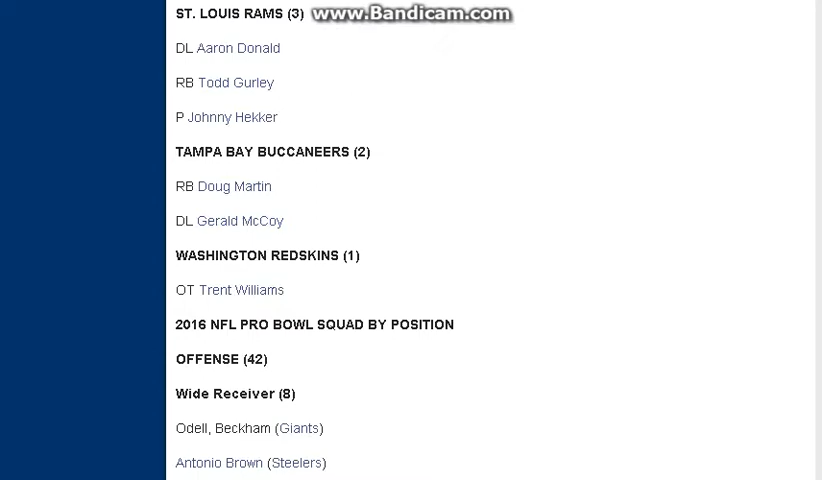 ST. LOUIS RAMS (3) www.Bandicam.com
DL Aaron Donald
RB Todd Gurley
P Johnny Hekker
TAMPA BAY BUCCANEERS (2)
RB Doug Martin
DL Gerald McCoy
WASHINGTON REDSKINS (1)
OT Trent Williams
2016 NFL PRO BOWL SQUAD BY POSITION
OFFENSE (42)
Wide Receiver (8)
Odell, Beckham (Giants)
Antonio Brown (Steelers)